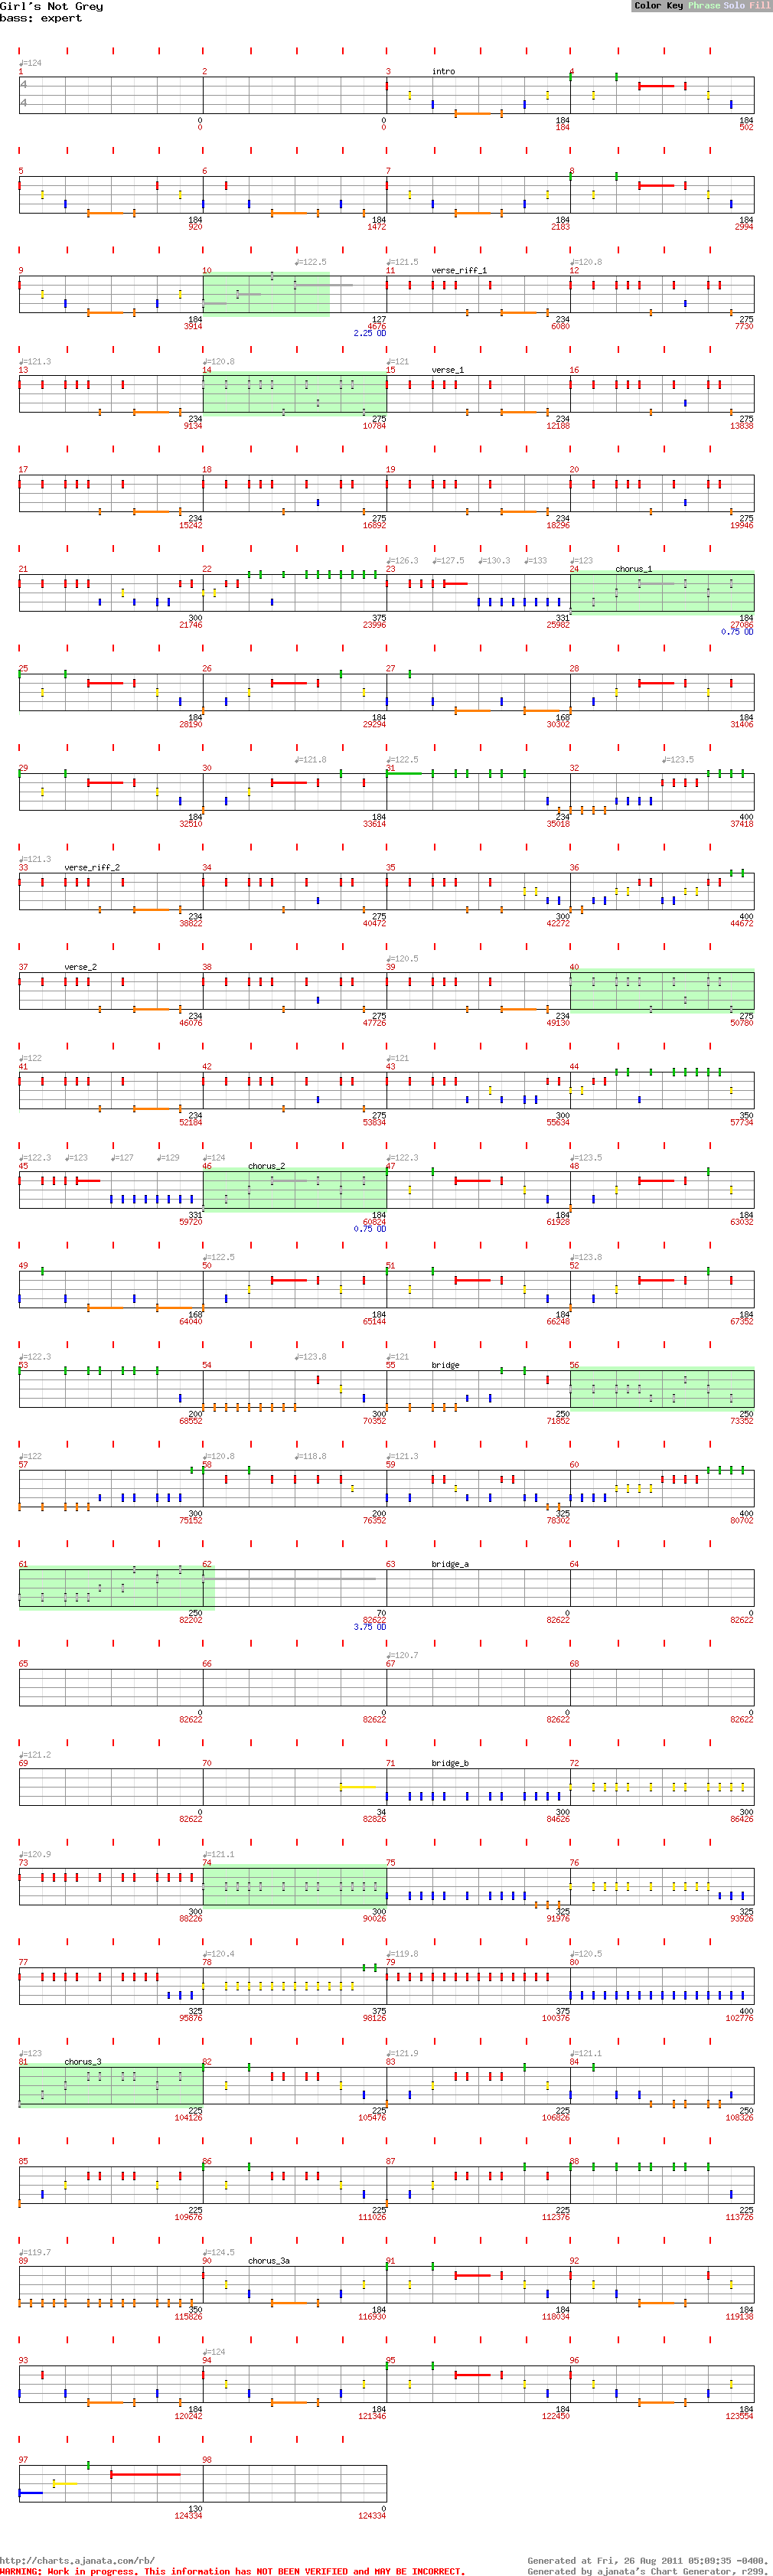 Girl's Not Grey
Color Key Phrase Solo Fill
bass: expert
♩=124
1 2 3 intro 4
4
4
0 0 184 184
0 0 184 502
5 6 7 8
184 184 184 184
920 1472 2183 2994
♩=122.5 ♩=121.5 ♩=120.8
9 10 11 verse_riff_1 12
184 127 234 275
3914 4676 6080 7730
2.25 OD
♩=121.3 ♩=120.8 ♩=121
13 14 15 verse_1 16
234 275 234 275
9134 10784 12188 13838
17 18 19 20
234 275 234 275
15242 16892 18296 19946
♩=126.3 ♩=127.5 ♩=130.3 ♩=133 ♩=123
21 22 23 24 chorus_1
300 375 331 184
21746 23996 25982 27086
0.75 OD
25 26 27 28
184 184 168 184
28190 29294 30302 31406
♩=121.8 ♩=122.5 ♩=123.5
29 30 31 32
184 184 234 400
32510 33614 35018 37418
♩=121.3
33 verse_riff_2 34 35 36
234 275 300 400
38822 40472 42272 44672
♩=120.5
37 verse_2 38 39 40
234 275 234 275
46076 47726 49130 50780
♩=122 ♩=121
41 42 43 44
234 275 300 350
52184 53834 55634 57734
♩=122.3 ♩=123 ♩=127 ♩=129 ♩=124 ♩=122.3 ♩=123.5
45 46 chorus_2 47 48
331 184 184 184
59720 60824 61928 63032
0.75 OD
♩=122.5 ♩=123.8
49 50 51 52
168 184 184 184
64040 65144 66248 67352
♩=122.3 ♩=123.8 ♩=121
53 54 55 bridge 56
200 300 250 250
68552 70352 71852 73352
♩=122 ♩=120.8 ♩=118.8 ♩=121.3
57 58 59 60
300 200 325 400
75152 76352 78302 80702
61 62 63 bridge_a 64
250 70 0 0
82202 82622 82622 82622
3.75 OD
♩=120.7
65 66 67 68
0 0 0 0
82622 82622 82622 82622
♩=121.2
69 70 71 bridge_b 72
0 34 300 300
82622 82826 84626 86426
♩=120.9 ♩=121.1
73 74 75 76
300 300 325 325
88226 90026 91976 93926
♩=120.4 ♩=119.8 ♩=120.5
77 78 79 80
325 375 375 400
95876 98126 100376 102776
♩=123 ♩=121.9 ♩=121.1
81 chorus_3 82 83 84
225 225 225 250
104126 105476 106826 108326
85 86 87 88
225 225 225 225
109676 111026 112376 113726
♩=119.7 ♩=124.5
89 90 chorus_3a 91 92
350 184 184 184
115826 116930 118034 119138
♩=124
93 94 95 96
184 184 184 184
120242 121346 122450 123554
97 98
130 0
124334 124334
http://charts.ajanata.com/rb/
Generated at Fri, 26 Aug 2011 05:09:35 -0400.
WARNING: Work in progress. This information has NOT BEEN VERIFIED and MAY BE INCORRECT.
Generated by ajanata's Chart Generator, r299.